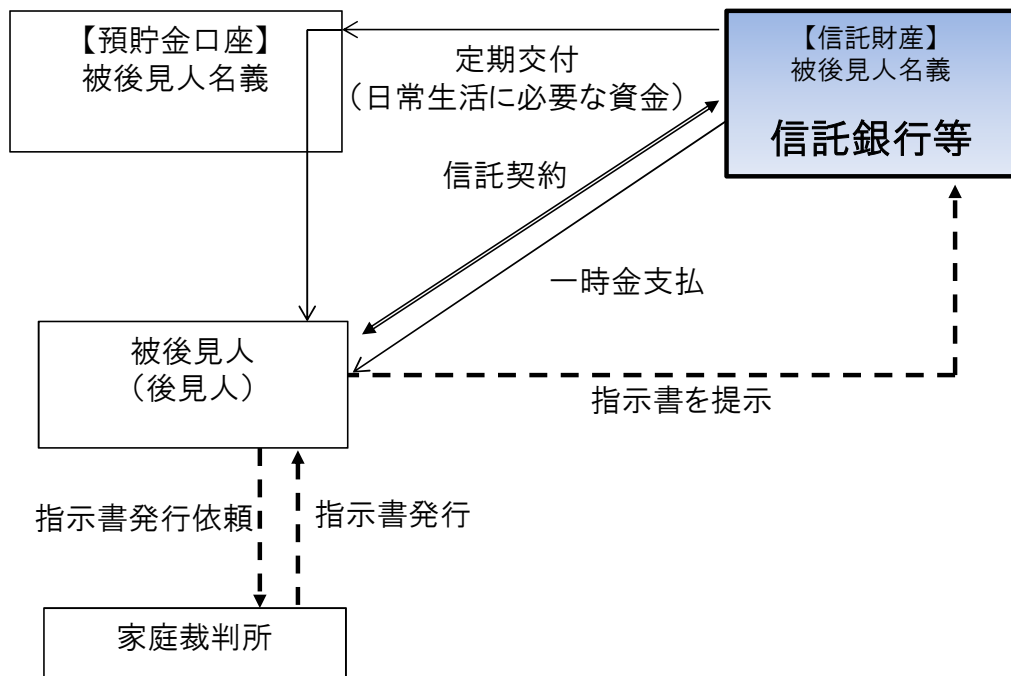 【預貯金口座】
被後見人名義
定期交付
（日常生活に必要な資金）
【信託財産】
被後見人名義
信託銀行等
信託契約
一時金支払
被後見人
（後見人）
指示書を提示
指示書発行依頼
指示書発行
家庭裁判所